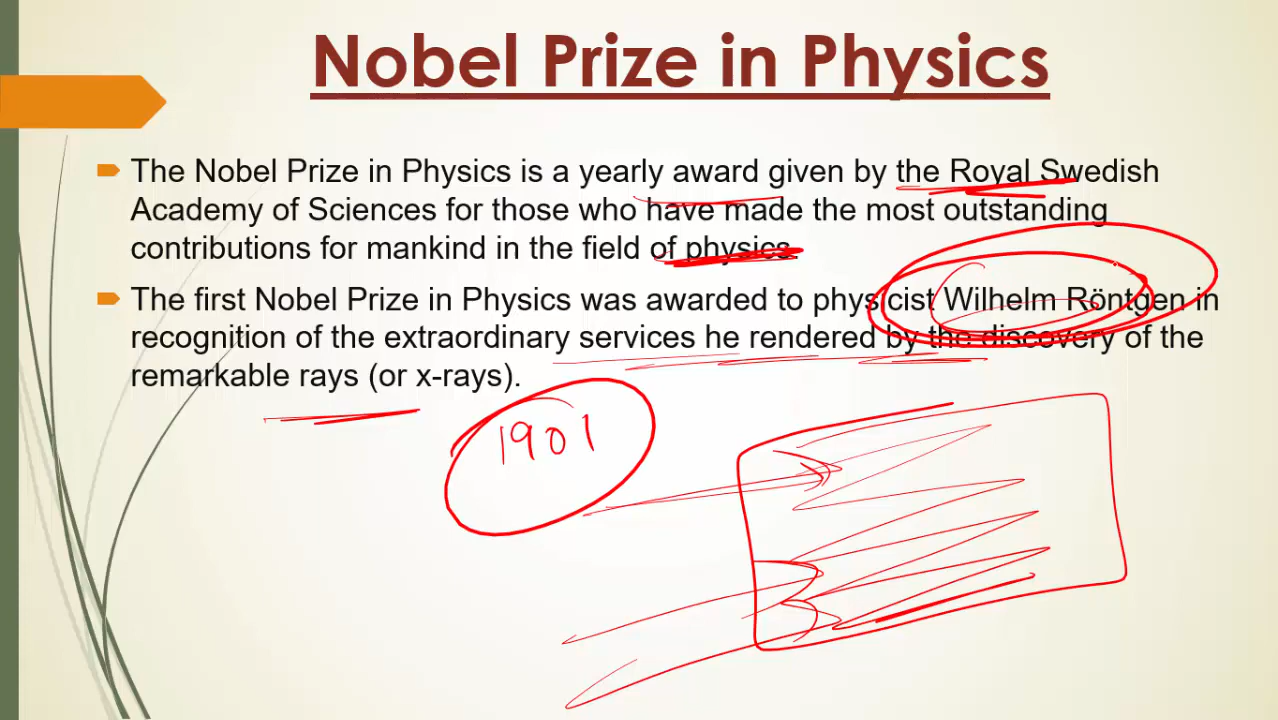 Nobel Prize in Physics
The Nobel Prize in Physics is a yearly award given by the Royal Swedish
Academy of Sciences for those who have made the most outstanding
contributions for mankind in the field of physics.
The first Nobel Prize in Physics was awarded to physicist Wilhelm Röntgen in
recognition of the extraordinary services he rendered by the discovery of the
remarkable rays (or x-rays).
1901